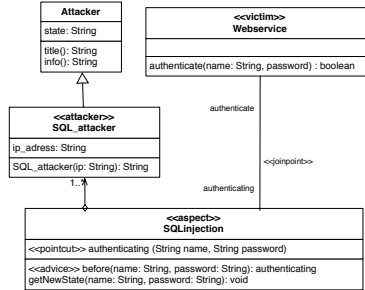 Attacker
state: String
title(): String
info(): String
<<victim>>
Webservice
authenticate(name: String, password) : boolean
<<attacker>>
SQL_attacker
ip_adress: String
SQL_attacker(ip: String): String
1..*
authenticate
<<joinpoint>>
authenticating
<<aspect>>
SQLinjection
<<pointcut>> authenticating (String name, String password)
<<advice>> before(name: String, password: String): authenticating
getNewState(name: String, password: String): void